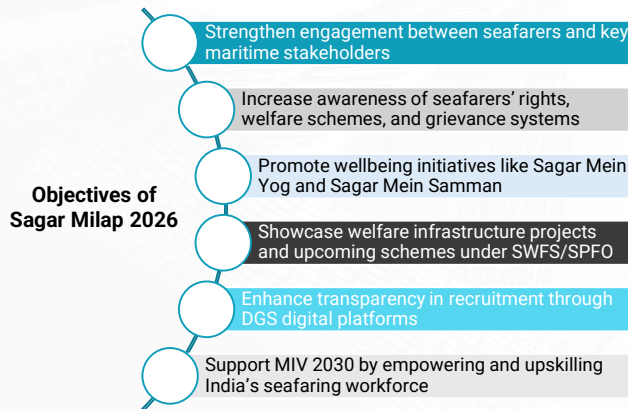 Strengthen engagement between seafarers and key
maritime stakeholders
Increase awareness of seafarers’ rights,
welfare schemes, and grievance systems
Promote wellbeing initiatives like Sagar Mein
Yog and Sagar Mein Samman
Objectives of
Sagar Milap 2026
Showcase welfare infrastructure projects
and upcoming schemes under SWFS/SPFO
Enhance transparency in recruitment through
DGS digital platforms
Support MIV 2030 by empowering and upskilling
India’s seafaring workforce